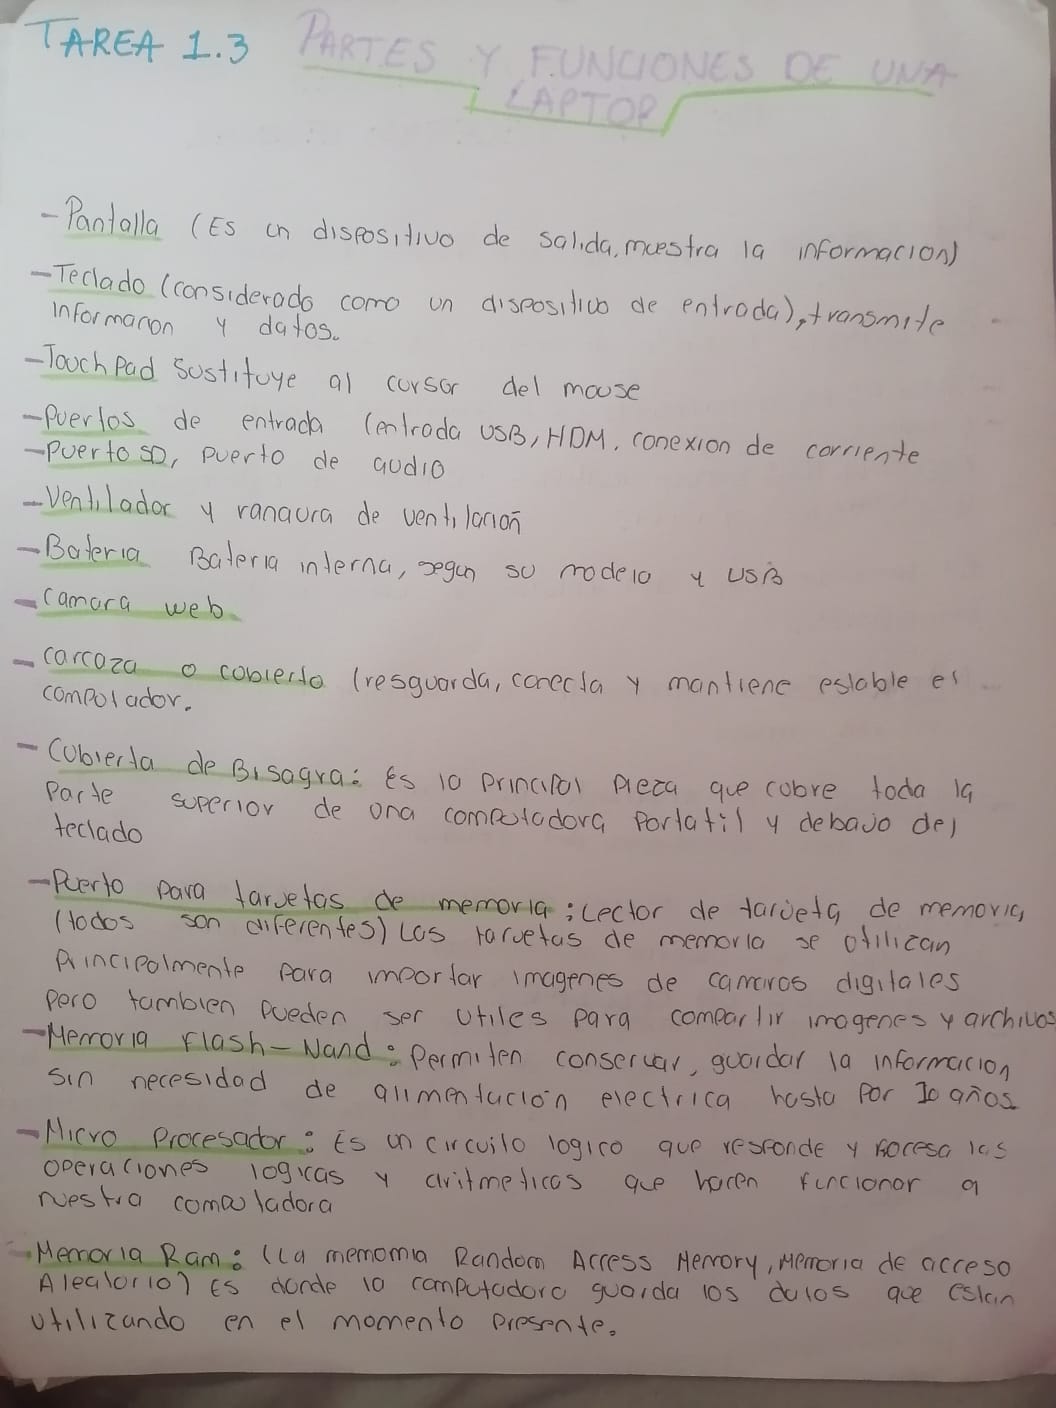 TAREA 1.3 PARTES Y FUNCIONES DE UNA
LAPTOP
-Pantalla (Es un dispositivo de salida, muestra la informacion)
-Teclado (considerado como un dispositivo de entrada), transmite
informacion y datos.
-Touch Pad Sustituye al cursor del mouse
-Puertos de entrada (entrada USB, HDM, conexion de corriente
-Puerto SD, puerto de audio
-Ventilador y ranaura de ventilacioñ
-Bateria Bateria interna, segun su modelo y USB
-Camara web.
- Carcoza o cobierta (resguarda, conecta y mantiene estable el
computador.
- Cubierta de Bisagra: Es la principal pieza que cobre toda la
Parte superior de una computadora portatil y debajo del
teclado
-Puerto para tarjetas de memoria; Lector de tarjeta, de memoria,
(todos son diferentes) Las tarjetas de memoria se utilizan
Principalmente para importar imagenes de camaras digitales
pero tambien pueden ser utiles para compartir imagenes y archivos
-Memoria Flash-Nand: Permiten conservar, guardar la informacion
sin necesidad de alimentación electrica hasta por 10 años.
-Micro Procesador: Es un circuito logico que responde y Procesa las
operaciones logicas y aritmeticas que hacen funcionar a
nuestra computadora
-Memoria Ram: (La memomia Random Access Memory, Memoria de acceso
Aleatorio) Es donde la computadora guarda los datos que estan
utilizando en el momento presente.